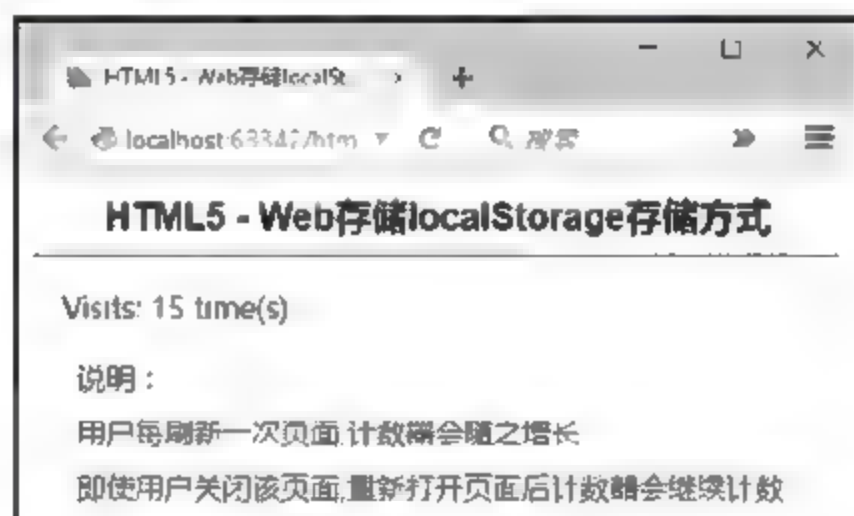 HTML5 - Web存储localSt...
localhost:63342/htm 搜索
HTML5 - Web存储localStorage存储方式
Visits: 15 time(s)
说明：
用户每刷新一次页面,计数器会随之增长
即使用户关闭该页面,重新打开页面后计数器会继续计数